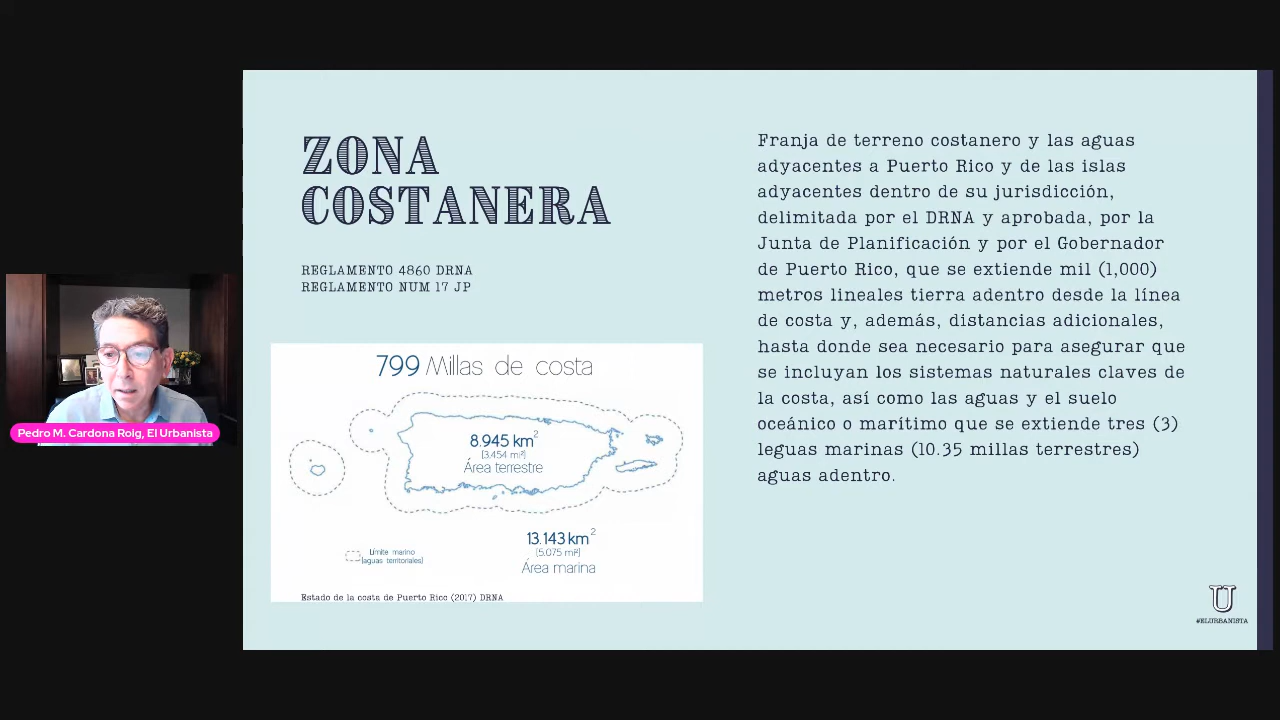 ZONA
COSTANERA
REGLAMENTO 4860 DRNA
REGLAMENTO NUM 17 JP
799 Millas de costa
8.945 km²
(3.454 mi²)
Área terrestre
13.143 km²
(5.075 mi²)
Área marina
Límite marino
(aguas territoriales)
Estado de la costa de Puerto Rico (2017) DRNA
Franja de terreno costanero y las aguas
adyacentes a Puerto Rico y de las islas
adyacentes dentro de su jurisdicción,
delimitada por el DRNA y aprobada, por la
Junta de Planificación y por el Gobernador
de Puerto Rico, que se extiende mil (1,000)
metros lineales tierra adentro desde la línea
de costa y, además, distancias adicionales,
hasta donde sea necesario para asegurar que
se incluyan los sistemas naturales claves de
la costa, así como las aguas y el suelo
oceánico o marítimo que se extiende tres (3)
leguas marinas (10.35 millas terrestres)
aguas adentro.
Pedro M. Cardona Roig, El Urbanista
U
#ELURBANISTA